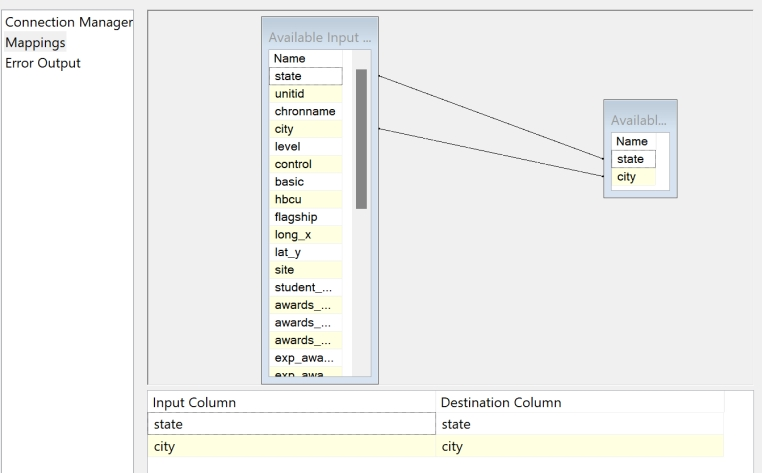 Connection Manager
Mappings
Error Output
Available Input ...
Name
state
unitid
chronname
city
level
control
basic
hbcu
flagship
long_x
lat_y
site
student_...
awards_...
awards_...
awards_...
exp_awa...
exp_awa...
Availabl...
Name
state
city
Input Column Destination Column
state state
city city